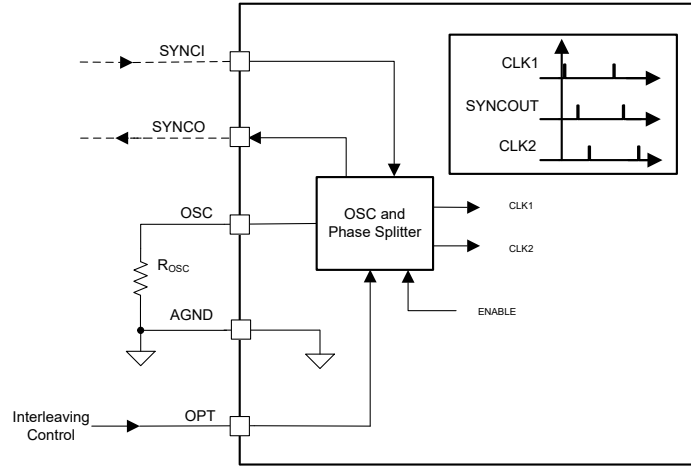 SYNCI
CLK1
SYNCOUT
CLK2
SYNCO
OSC
OSC and
Phase Splitter
CLK1
CLK2
ROSC
AGND
ENABLE
Interleaving
Control
OPT